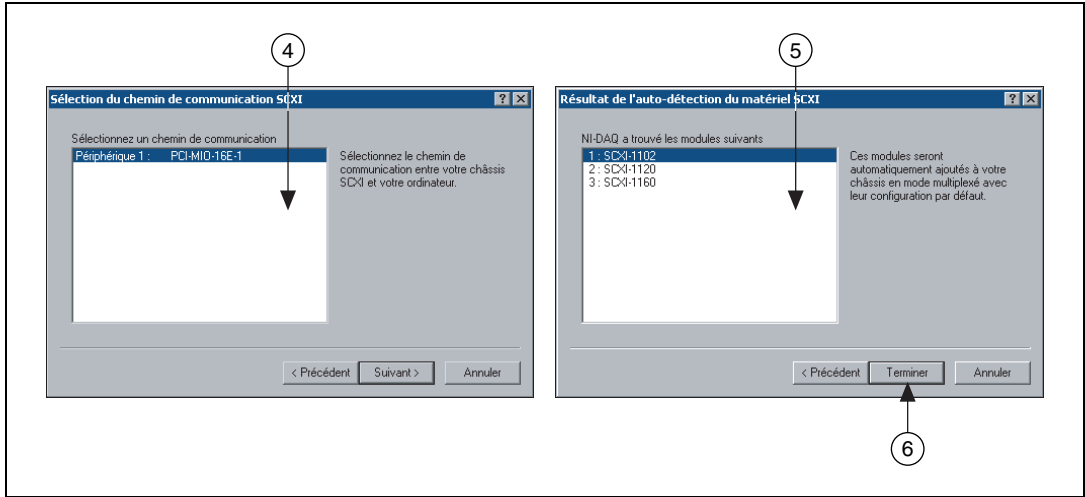 4
Sélection du chemin de communication SCXI
Sélectionnez un chemin de communication
Périphérique 1 : PCI-MIO-16E-1
Sélectionnez le chemin de
communication entre votre châssis
SCXI et votre ordinateur.
< Précédent Suivant > Annuler
5
Résultat de l'auto-détection du matériel SCXI
NI-DAQ a trouvé les modules suivants
1 : SCXI-1102
2 : SCXI-1120
3 : SCXI-1160
Ces modules seront
automatiquement ajoutés à votre
châssis en mode multiplexé avec
leur configuration par défaut.
< Précédent Terminer Annuler
6